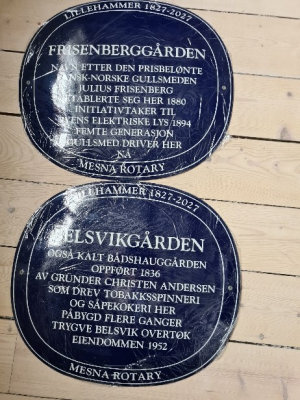 LILLEHAMMER 1827-2027
FRISENBERGGÅRDEN
NAVN ETTER DEN PRISBELØNTE
DANSK-NORSKE GULLSMEDEN
JULIUS FRISENBERG
ETABLERTE SEG HER 1880
INITIATIVTAKER TIL
BYENS ELEKTRISKE LYS 1894
FEMTE GENERASJON
GULLSMED DRIVER HER
NÅ
MESNA ROTARY
LILLEHAMMER 1827-2027
BELSVIKGÅRDEN
OGSÅ KALT BÅDSHAUGGÅRDEN
OPPFØRT 1836
AV GRÜNDER CHRISTEN ANDERSEN
SOM DREV TOBAKKSSPINNERI
OG SÅPEKOKERI HER
PÅBYGD FLERE GANGER
TRYGVE BELSVIK OVERTOK
EIENDOMMEN 1952
MESNA ROTARY